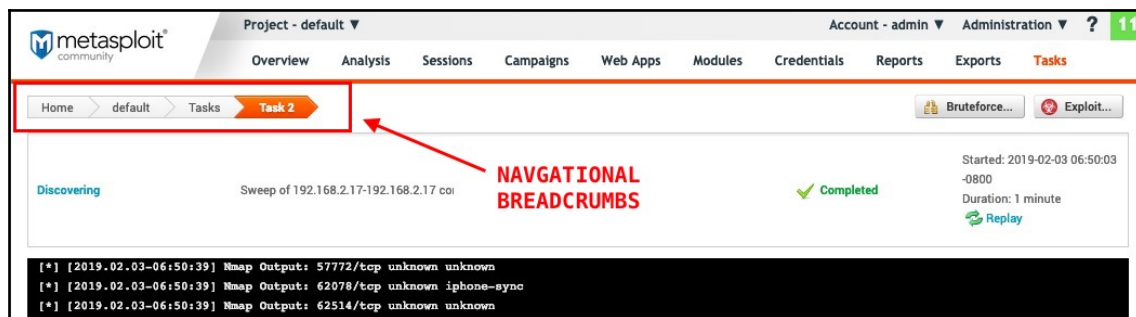 Project - default ▼ Account - admin ▼ Administration ▼ ? 11
metasploit®
community
Overview Analysis Sessions Campaigns Web Apps Modules Credentials Reports Exports Tasks
Home default Tasks Task 2 Bruteforce... Exploit...
Discovering Sweep of 192.168.2.17-192.168.2.17 Completed
Started: 2019-02-03 06:50:03
-0800
Duration: 1 minute
Replay
NAVGATIONAL
BREADCRUMBS
[*] [2019.02.03-06:50:39] Nmap Output: 57772/tcp unknown unknown
[*] [2019.02.03-06:50:39] Nmap Output: 62078/tcp unknown iphone-sync
[*] [2019.02.03-06:50:39] Nmap Output: 62514/tcp unknown unknown